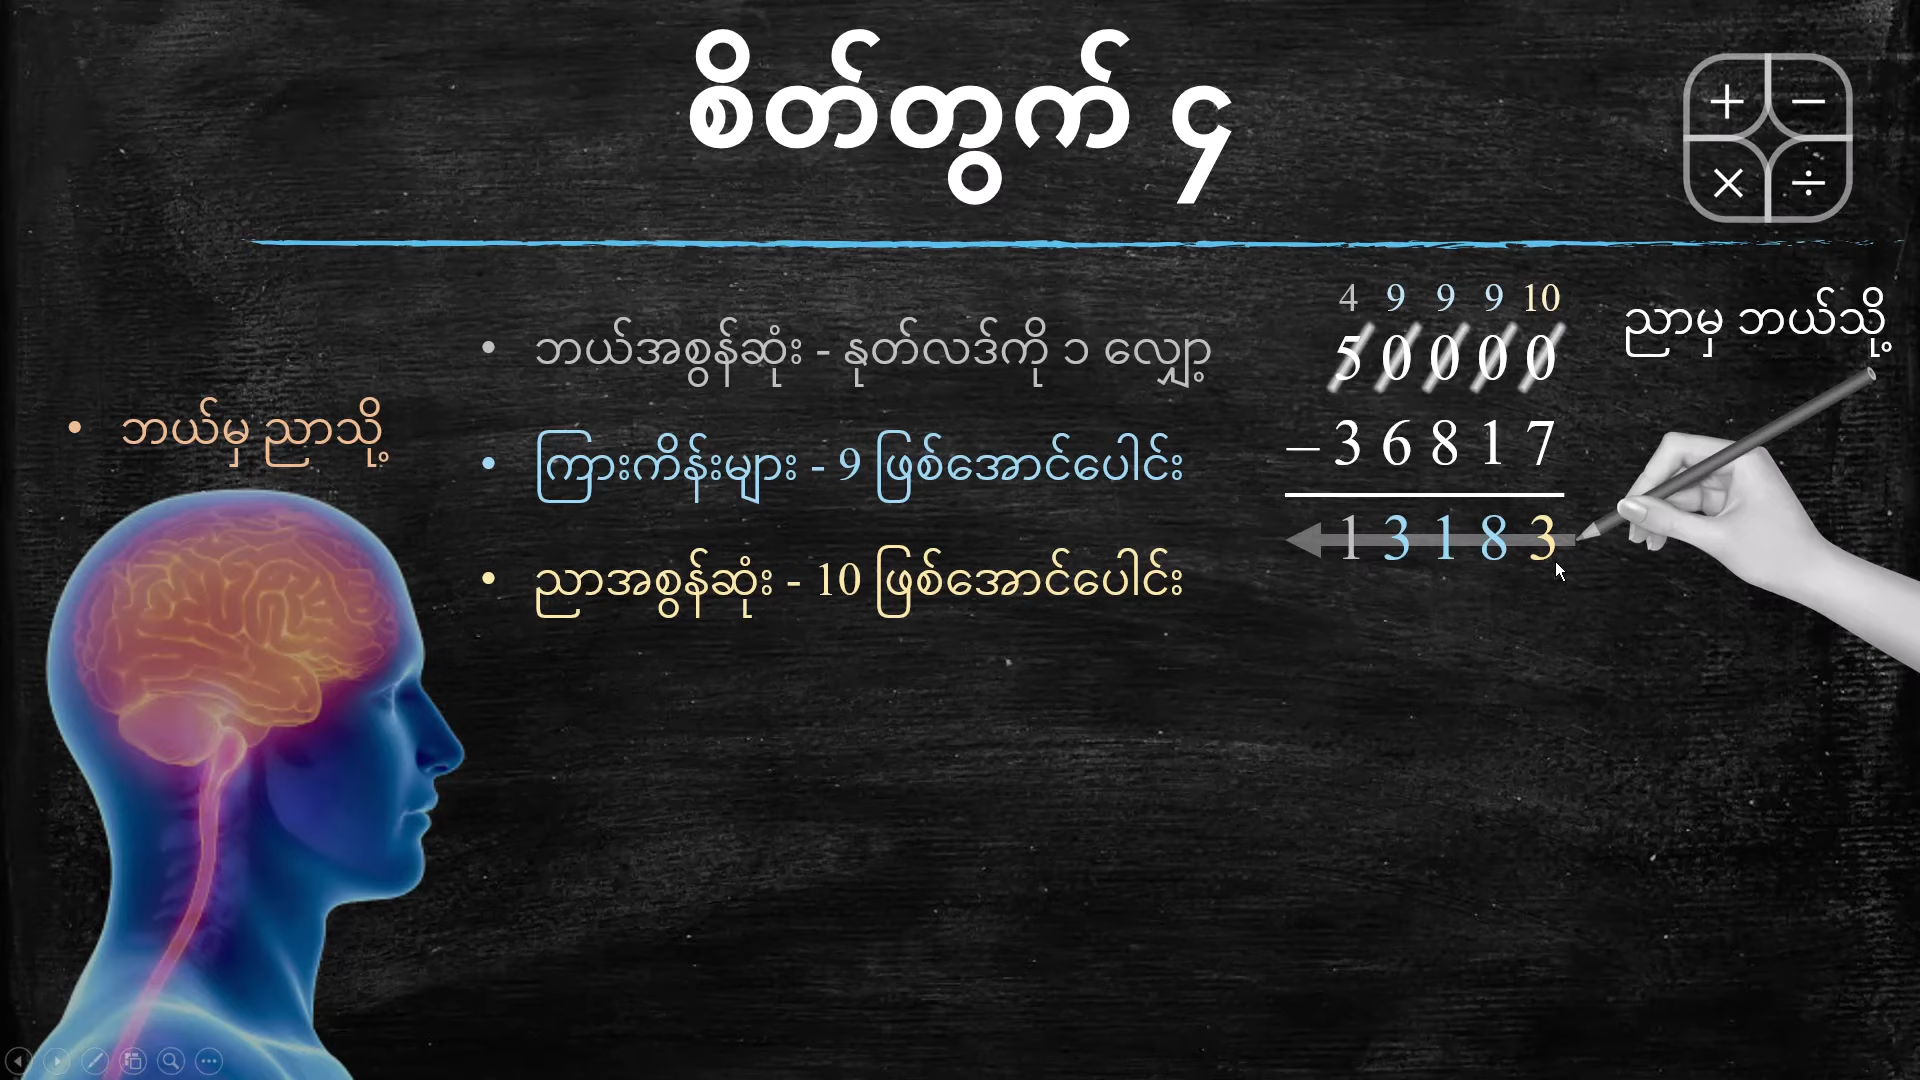 စိတ်တွက် ၄
+ −
× ÷
• ဘယ်မှ ညာသို့
• ဘယ်အစွန်ဆုံး - နုတ်လဒ်ကို ၁ လျှော့
• ကြားကိန်းများ - 9 ဖြစ်အောင်ပေါင်း
• ညာအစွန်ဆုံး - 10 ဖြစ်အောင်ပေါင်း
4 9 9 9 10
5 0 0 0 0
– 3 6 8 1 7
1 3 1 8 3
ညာမှ ဘယ်သို့